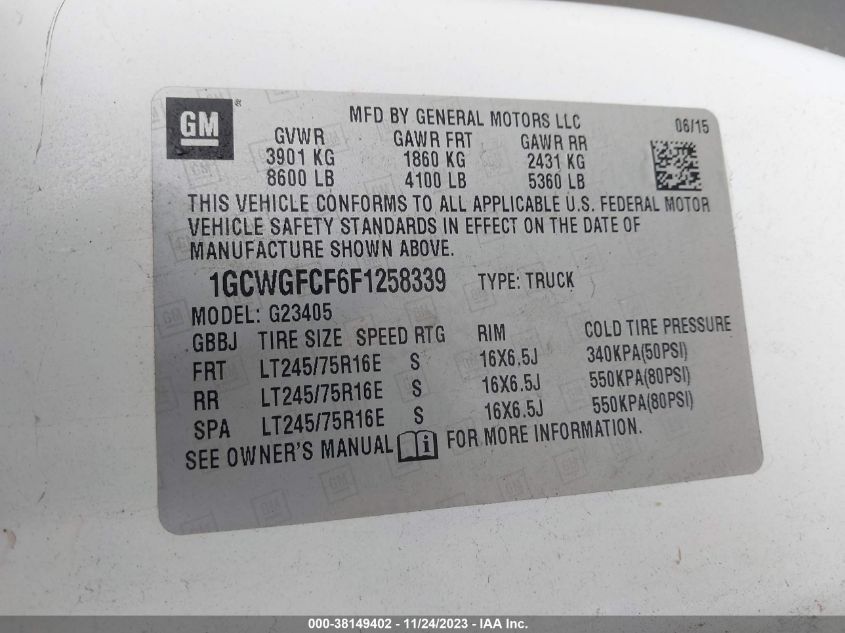 GM®
MFD BY GENERAL MOTORS LLC
06/15
GVWR GAWR FRT GAWR RR
3901 KG 1860 KG 2431 KG
8600 LB 4100 LB 5360 LB
THIS VEHICLE CONFORMS TO ALL APPLICABLE U.S. FEDERAL MOTOR
VEHICLE SAFETY STANDARDS IN EFFECT ON THE DATE OF
MANUFACTURE SHOWN ABOVE.
1GCWGFCF6F1258339 TYPE: TRUCK
MODEL: G23405
GBBJ TIRE SIZE SPEED RTG RIM COLD TIRE PRESSURE
FRT LT245/75R16E S 16X6.5J 340KPA(50PSI)
RR LT245/75R16E S 16X6.5J 550KPA(80PSI)
SPA LT245/75R16E S 16X6.5J 550KPA(80PSI)
SEE OWNER'S MANUAL i FOR MORE INFORMATION.
000-38149402 - 11/24/2023 - IAA Inc.